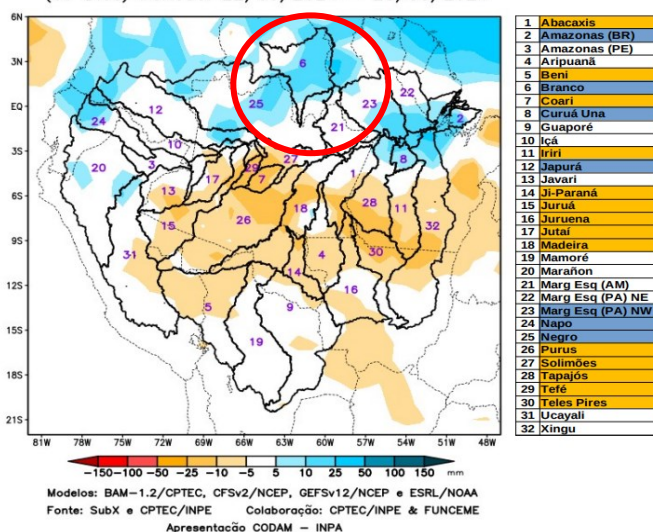 6N
3N
EQ
3S
6S
9S
12S
15S
18S
21S
81W 78W 75W 72W 69W 66W 63W 60W 57W 54W 51W 48W
6
25
12
24
10
3
20
13
17
29
7
27
21
23
22
2
8
1
28
11
32
18
26
15
31
4
14
30
16
5
9
19
1 Abacaxis
2 Amazonas (BR)
3 Amazonas (PE)
4 Aripuanã
5 Beni
6 Branco
7 Coari
8 Curuá Una
9 Guaporé
10 Içá
11 Iriri
12 Japurá
13 Javari
14 Ji-Paraná
15 Juruá
16 Juruena
17 Jutaí
18 Madeira
19 Mamoré
20 Marañon
21 Marg Esq (AM)
22 Marg Esq (PA) NE
23 Marg Esq (PA) NW
24 Napo
25 Negro
26 Purus
27 Solimões
28 Tapajós
29 Tefé
30 Teles Pires
31 Ucayali
32 Xingu
-150 -100 -50 -25 -10 -5 5 10 25 50 100 150 mm
Modelos: BAM-1.2/CPTEC, CFSv2/NCEP, GEFSv12/NCEP e ESRL/NOAA
Fonte: SubX e CPTEC/INPE Colaboração: CPTEC/INPE & FUNCEME
Apresentação CODAM - INPA